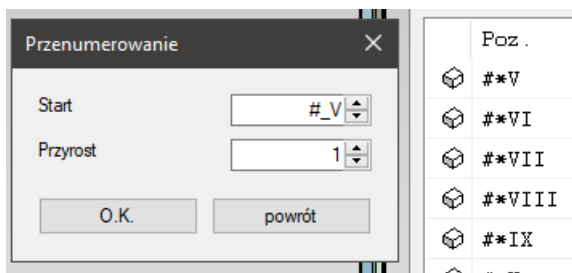 Przenumerowanie
Start
#_V
Przyrost
1
O.K.
powrót
Poz.
#*V
#*VI
#*VII
#*VIII
#*IX